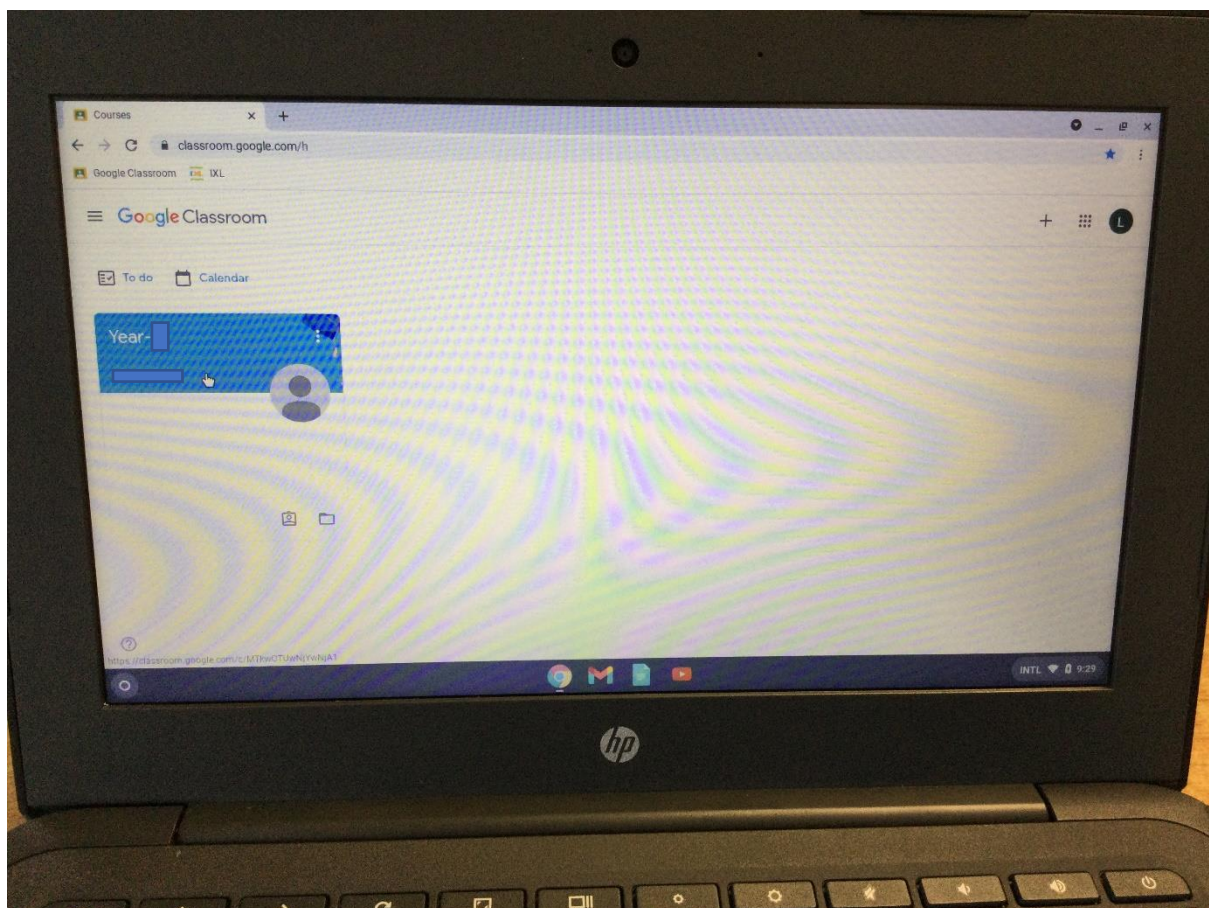 Courses
classroom.google.com/h
Google Classroom IXL
Google Classroom
L
To do Calendar
Year-
INTL 9:29
hp